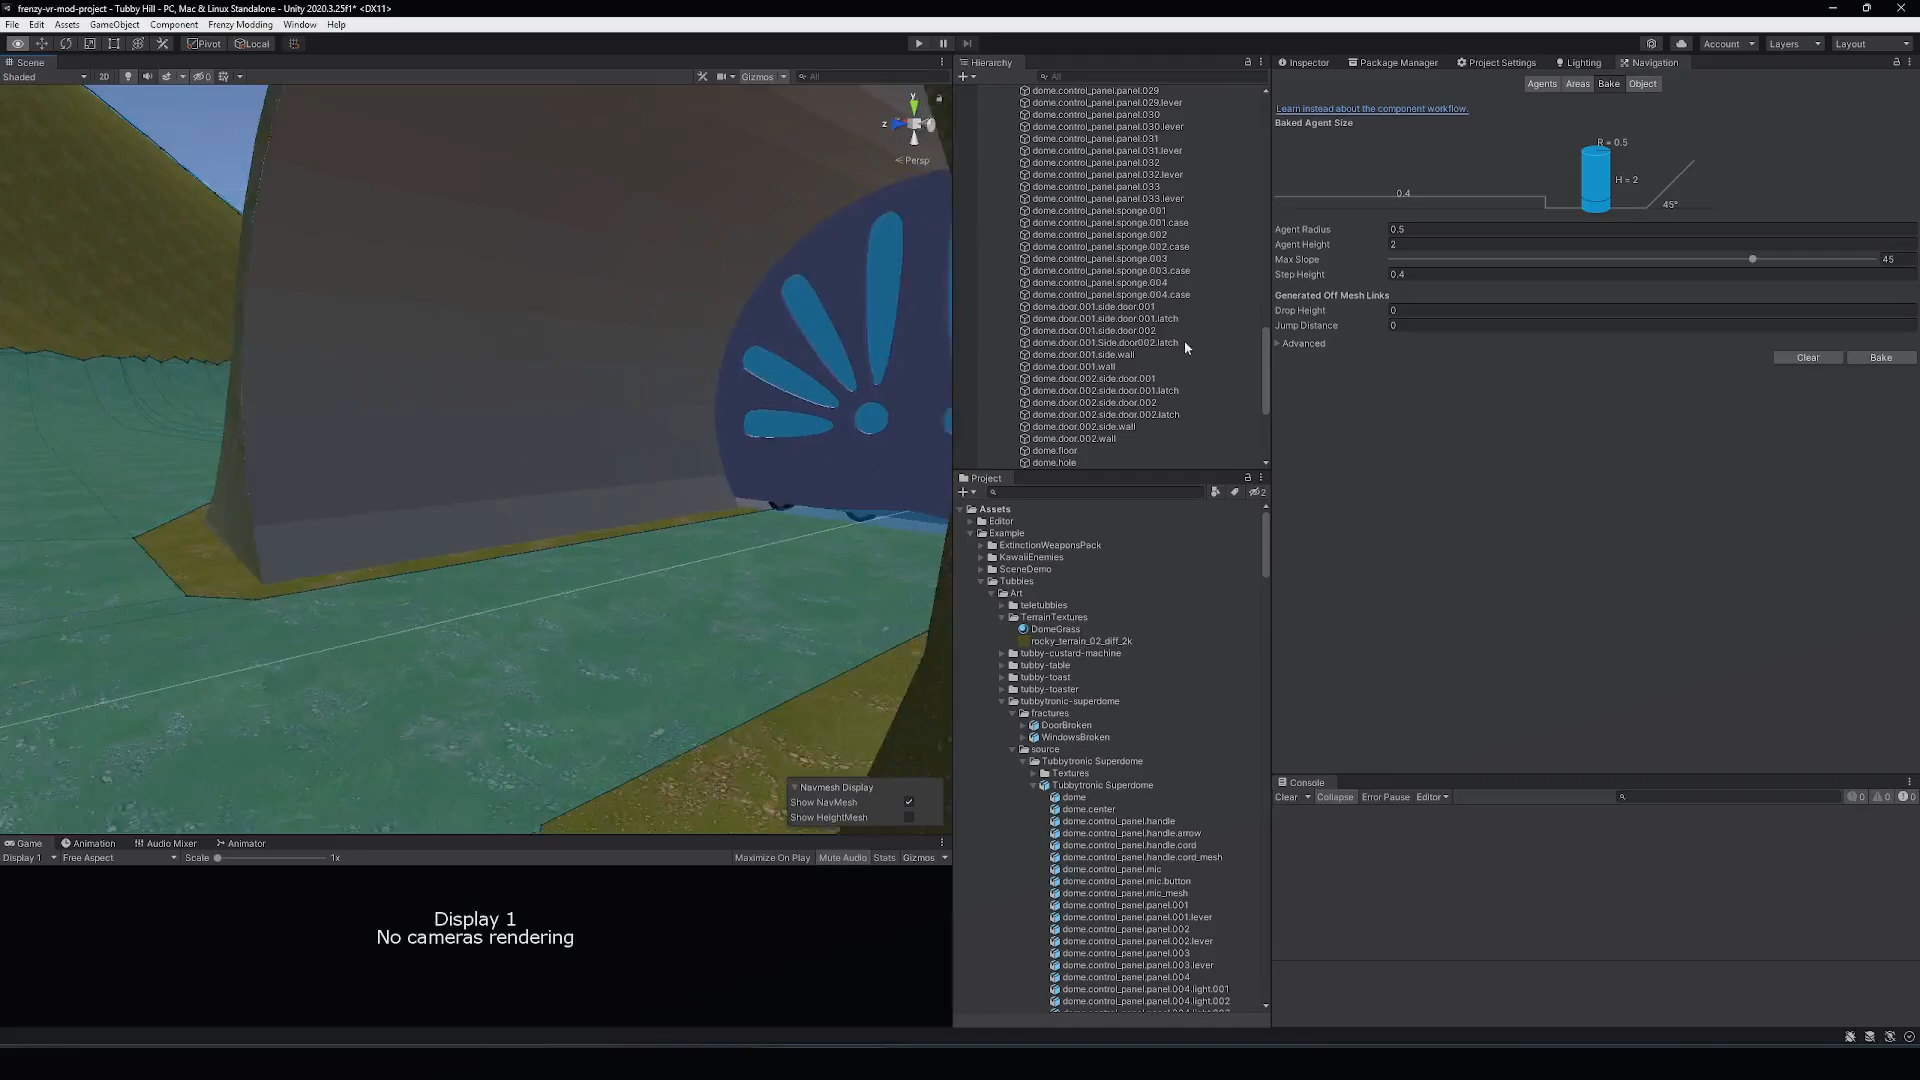 frenzy-vr-mod-project - Tubby Hill - PC, Mac & Linux Standalone - Unity 2020.3.25f1* <DX11>
File Edit Assets GameObject Component Frenzy Modding Window Help
Pivot Local Account Layers Layout
Scene
Shaded 2D 0 Gizmos All
y
z
Persp
Navmesh Display
Show NavMesh
Show HeightMesh
Game Animation Audio Mixer Animator
Display 1 Free Aspect Scale 1x Maximize On Play Mute Audio Stats Gizmos
Display 1
No cameras rendering
Hierarchy
All
dome.control_panel.panel.029
dome.control_panel.panel.029.lever
dome.control_panel.panel.030
dome.control_panel.panel.030.lever
dome.control_panel.panel.031
dome.control_panel.panel.031.lever
dome.control_panel.panel.032
dome.control_panel.panel.032.lever
dome.control_panel.panel.033
dome.control_panel.panel.033.lever
dome.control_panel.sponge.001
dome.control_panel.sponge.001.case
dome.control_panel.sponge.002
dome.control_panel.sponge.002.case
dome.control_panel.sponge.003
dome.control_panel.sponge.003.case
dome.control_panel.sponge.004
dome.control_panel.sponge.004.case
dome.door.001.side.door.001
dome.door.001.side.door.001.latch
dome.door.001.side.door.002
dome.door.001.Side.door002.latch
dome.door.001.side.wall
dome.door.001.wall
dome.door.002.side.door.001
dome.door.002.side.door.001.latch
dome.door.002.side.door.002
dome.door.002.side.door.002.latch
dome.door.002.side.wall
dome.door.002.wall
dome.floor
dome.hole
Project
2
Assets
Editor
Example
ExtinctionWeaponsPack
KawaiiEnemies
SceneDemo
Tubbies
Art
teletubbies
TerrainTextures
DomeGrass
rocky_terrain_02_diff_2k
tubby-custard-machine
tubby-table
tubby-toast
tubby-toaster
tubbytronic-superdome
fractures
DoorBroken
WindowsBroken
source
Tubbytronic Superdome
Textures
Tubbytronic Superdome
dome
dome.center
dome.control_panel.handle
dome.control_panel.handle.arrow
dome.control_panel.handle.cord
dome.control_panel.handle.cord_mesh
dome.control_panel.mic
dome.control_panel.mic.button
dome.control_panel.mic_mesh
dome.control_panel.panel.001
dome.control_panel.panel.001.lever
dome.control_panel.panel.002
dome.control_panel.panel.002.lever
dome.control_panel.panel.003
dome.control_panel.panel.003.lever
dome.control_panel.panel.004
dome.control_panel.panel.004.light.001
dome.control_panel.panel.004.light.002
Inspector Package Manager Project Settings Lighting Navigation
Agents Areas Bake Object
Learn instead about the component workflow.
Baked Agent Size
R = 0.5
H = 2
0.4
45°
Agent Radius 0.5
Agent Height 2
Max Slope 45
Step Height 0.4
Generated Off Mesh Links
Drop Height 0
Jump Distance 0
Advanced
Clear Bake
Console
Clear Collapse Error Pause Editor 0 0 0